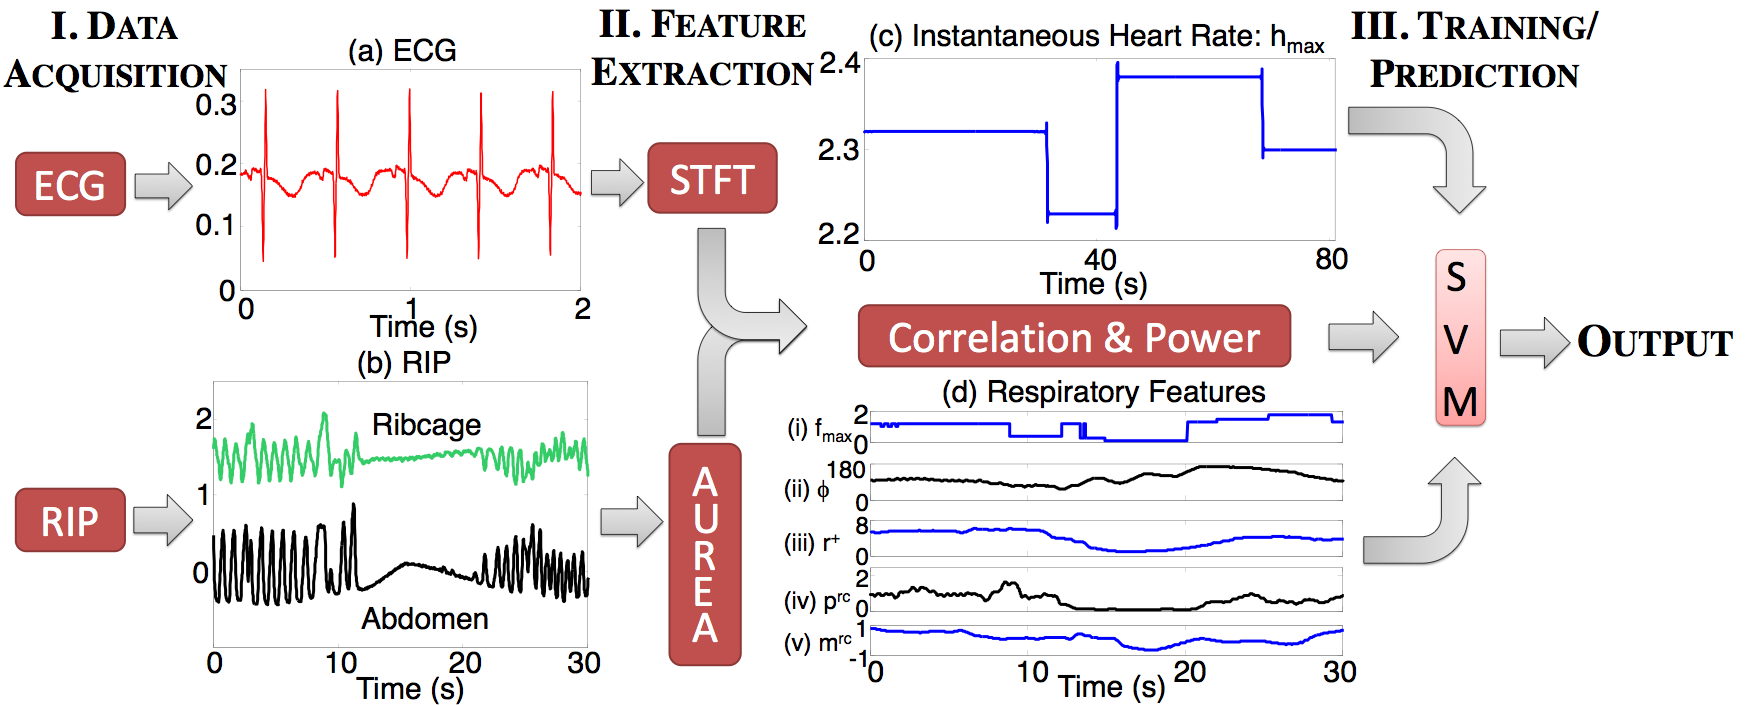 I. DATA
ACQUISITION
II. FEATURE
EXTRACTION
III. TRAINING/
PREDICTION
(a) ECG
0.3
0.2
0.1
0
0 1 2
Time (s)
ECG
STFT
(b) RIP
Ribcage
Abdomen
2
1
0
0 10 20 30
Time (s)
RIP
AUREA
(c) Instantaneous Heart Rate: hmax
2.4
2.3
2.2
0 40 80
Time (s)
Correlation & Power
(d) Respiratory Features
(i) fmax
2
0
(ii) ϕ
180
0
(iii) r+
8
0
(iv) prc
2
0
(v) mrc
1
-1
0 10 20 30
Time (s)
S
V
M
OUTPUT